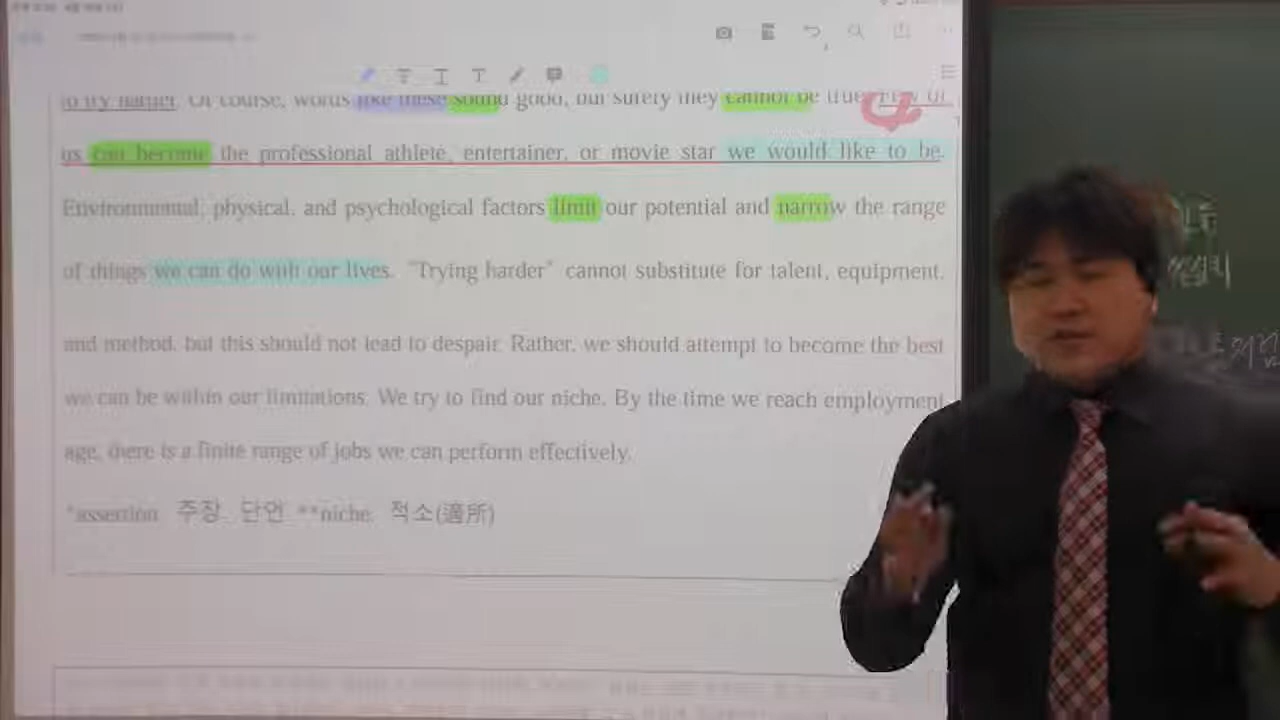 to try harder. Of course, words like these sound good, but surely they cannot be true. Few of
us can become the professional athlete, entertainer, or movie star we would like to be.
Environmental, physical, and psychological factors limit our potential and narrow the range
of things we can do with our lives. "Trying harder" cannot substitute for talent, equipment,
and method, but this should not lead to despair. Rather, we should attempt to become the best
we can be within our limitations. We try to find our niche. By the time we reach employment
age, there is a finite range of jobs we can perform effectively.
*assertion 주장 단언 **niche 적소(適所)